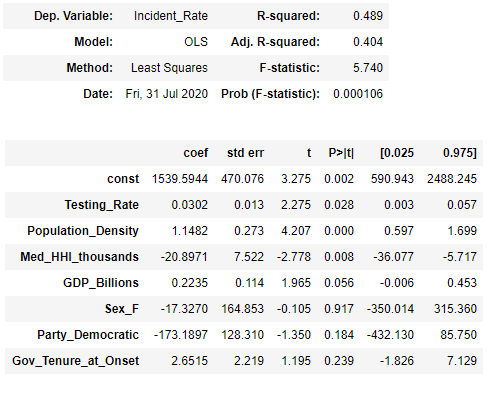 Dep. Variable: Incident_Rate R-squared: 0.489
Model: OLS Adj. R-squared: 0.404
Method: Least Squares F-statistic: 5.740
Date: Fri, 31 Jul 2020 Prob (F-statistic): 0.000106
coef std err t P>|t| [0.025 0.975]
const 1539.5944 470.076 3.275 0.002 590.943 2488.245
Testing_Rate 0.0302 0.013 2.275 0.028 0.003 0.057
Population_Density 1.1482 0.273 4.207 0.000 0.597 1.699
Med_HHI_thousands -20.8971 7.522 -2.778 0.008 -36.077 -5.717
GDP_Billions 0.2235 0.114 1.965 0.056 -0.006 0.453
Sex_F -17.3270 164.853 -0.105 0.917 -350.014 315.360
Party_Democratic -173.1897 128.310 -1.350 0.184 -432.130 85.750
Gov_Tenure_at_Onset 2.6515 2.219 1.195 0.239 -1.826 7.129